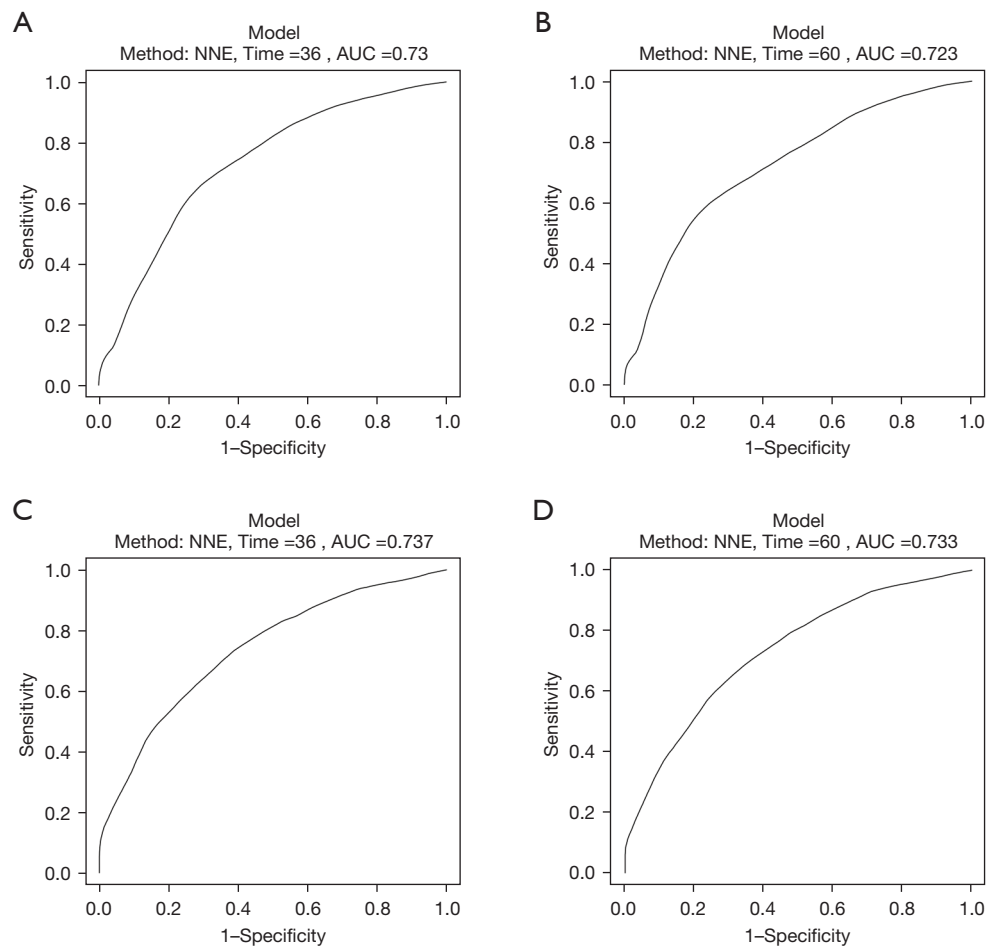 A
Model
Method: NNE, Time =36 , AUC =0.73
1.0
0.8
0.6
0.4
0.2
0.0
Sensitivity
0.0 0.2 0.4 0.6 0.8 1.0
1–Specificity
B
Model
Method: NNE, Time =60 , AUC =0.723
1.0
0.8
0.6
0.4
0.2
0.0
Sensitivity
0.0 0.2 0.4 0.6 0.8 1.0
1–Specificity
C
Model
Method: NNE, Time =36 , AUC =0.737
1.0
0.8
0.6
0.4
0.2
0.0
Sensitivity
0.0 0.2 0.4 0.6 0.8 1.0
1–Specificity
D
Model
Method: NNE, Time =60 , AUC =0.733
1.0
0.8
0.6
0.4
0.2
0.0
Sensitivity
0.0 0.2 0.4 0.6 0.8 1.0
1–Specificity